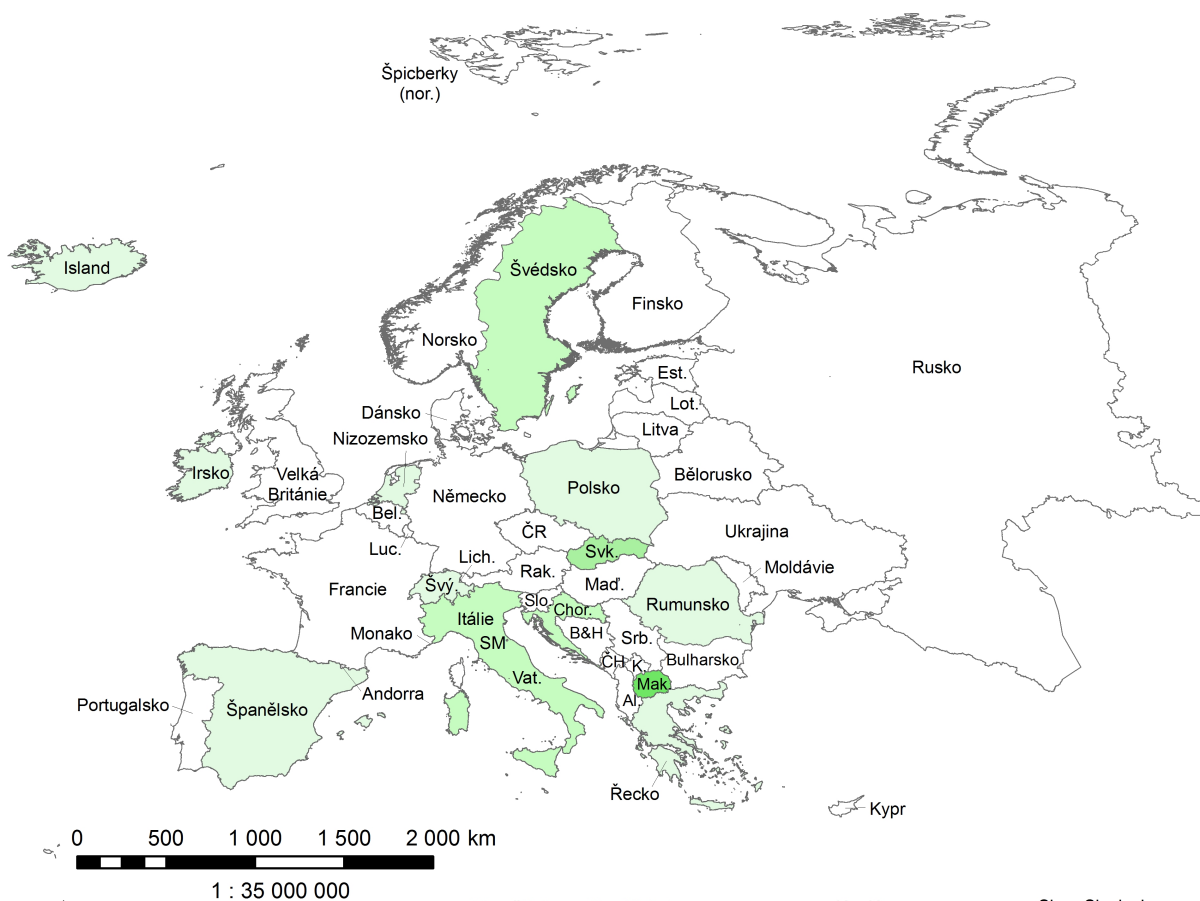 Špicberky
(nor.)
Island
Švédsko
Finsko
Norsko
Rusko
Est.
Lot.
Dánsko
Litva
Nizozemsko
Irsko
Velká
Británie
Bělorusko
Polsko
Německo
Bel.
ČR
Ukrajina
Luc.
Svk.
Lich.
Moldávie
Rak.
Maď.
Švý.
Francie
Slo.
Chor.
Rumunsko
Itálie
Monako
SM
B&H
Srb.
ČH
K.
Bulharsko
Vat.
Mak.
Andorra
Al.
Portugalsko
Španělsko
Řecko
Kypr
0 500 1 000 1 500 2 000 km
1 : 35 000 000